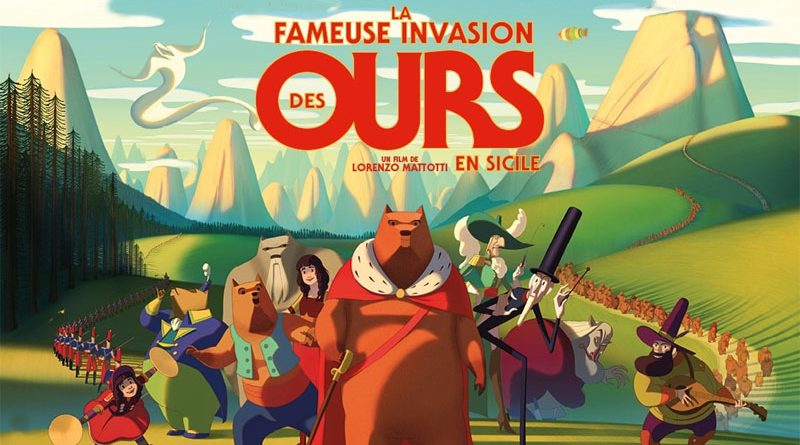 LA
FAMEUSE INVASION
DES OURS
UN FILM DE
LORENZO MATTOTTI
EN SICILE